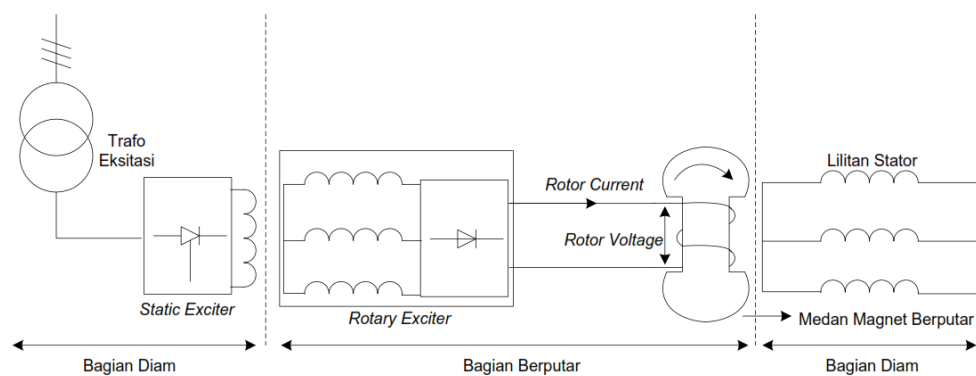 Trafo
Eksitasi
Static Exciter
Rotary Exciter
Rotor Current
Rotor Voltage
Lilitan Stator
Medan Magnet Berputar
Bagian Diam
Bagian Berputar
Bagian Diam